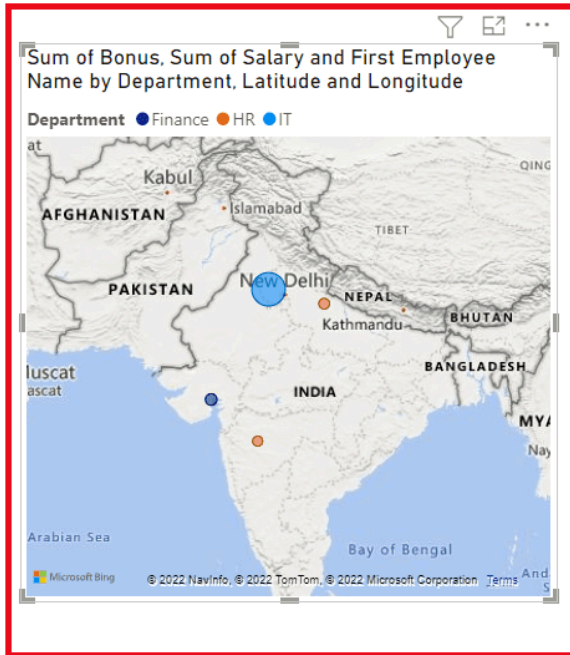 Sum of Bonus, Sum of Salary and First Employee
Name by Department, Latitude and Longitude
Department Finance HR IT
at
QING
Kabul
Islamabad
AFGHANISTAN
TIBET
New Delhi
PAKISTAN
NEPAL
BHUTAN
Kathmandu
BANGLADESH
luscat
ascat
INDIA
MYA
Nay
Arabian Sea
Bay of Bengal
And
S
Microsoft Bing
© 2022 NavInfo, © 2022 TomTom, © 2022 Microsoft Corporation Terms